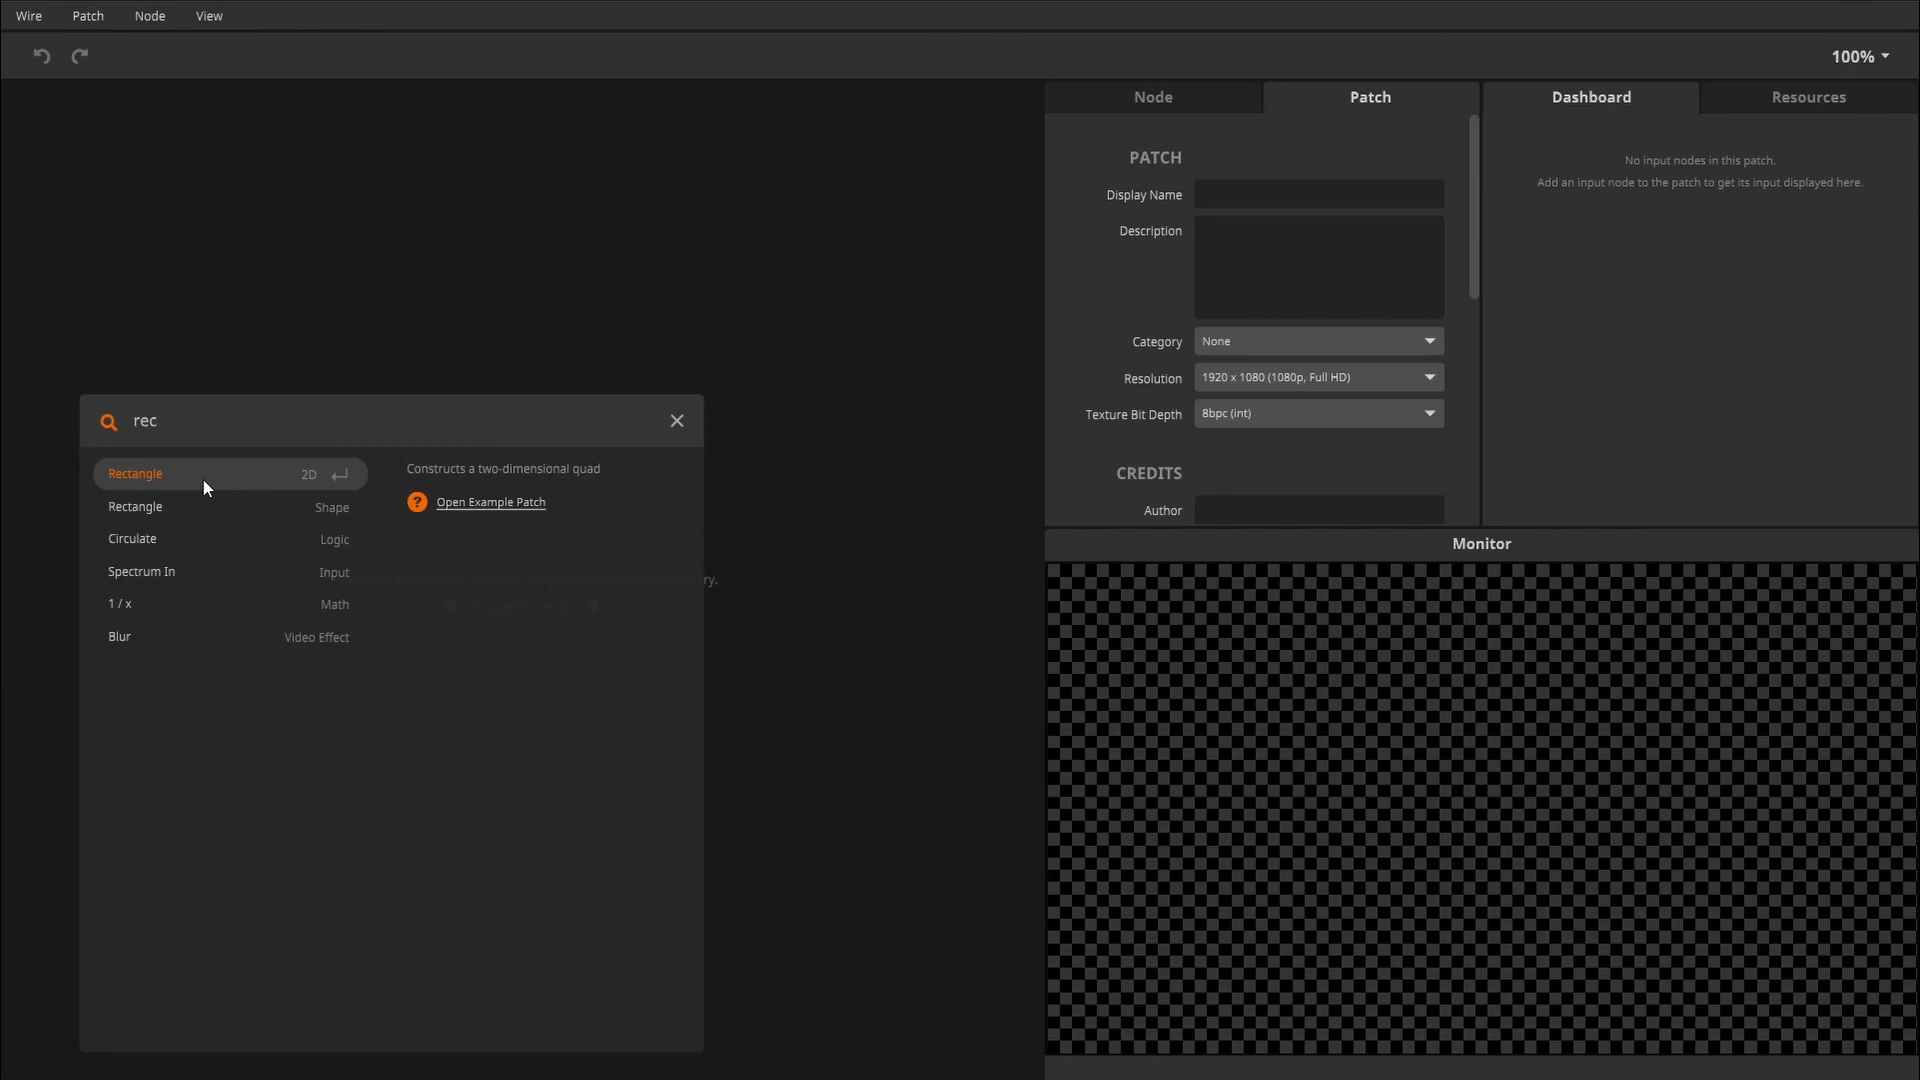 Wire Patch Node View
100%
Node Patch Dashboard Resources
PATCH
Display Name
Description
Category None
Resolution 1920 x 1080 (1080p, Full HD)
Texture Bit Depth 8bpc (int)
CREDITS
Author
No input nodes in this patch.
Add an input node to the patch to get its input displayed here.
rec
Rectangle 2D
Rectangle Shape
Circulate Logic
Spectrum In Input
1 / x Math
Blur Video Effect
Constructs a two-dimensional quad
? Open Example Patch
ry.
Monitor